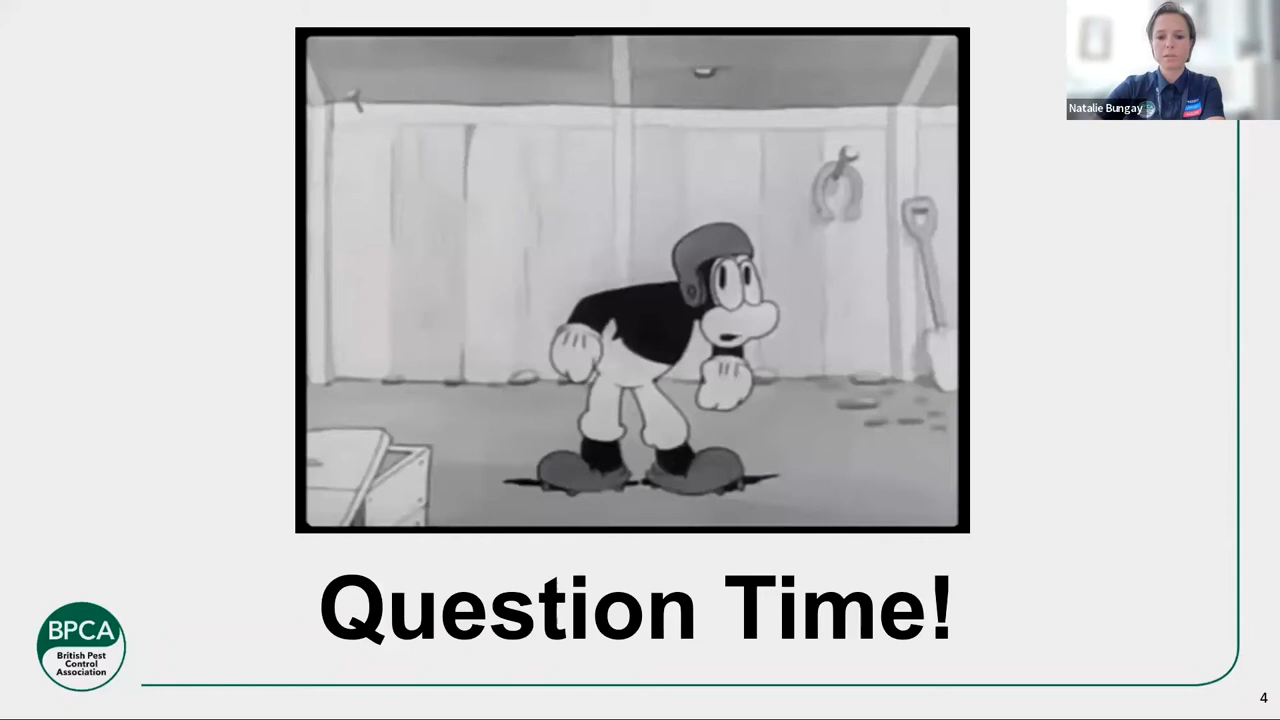 Natalie Bungay
Question Time!
BPCA
British Pest
Control
Association
4